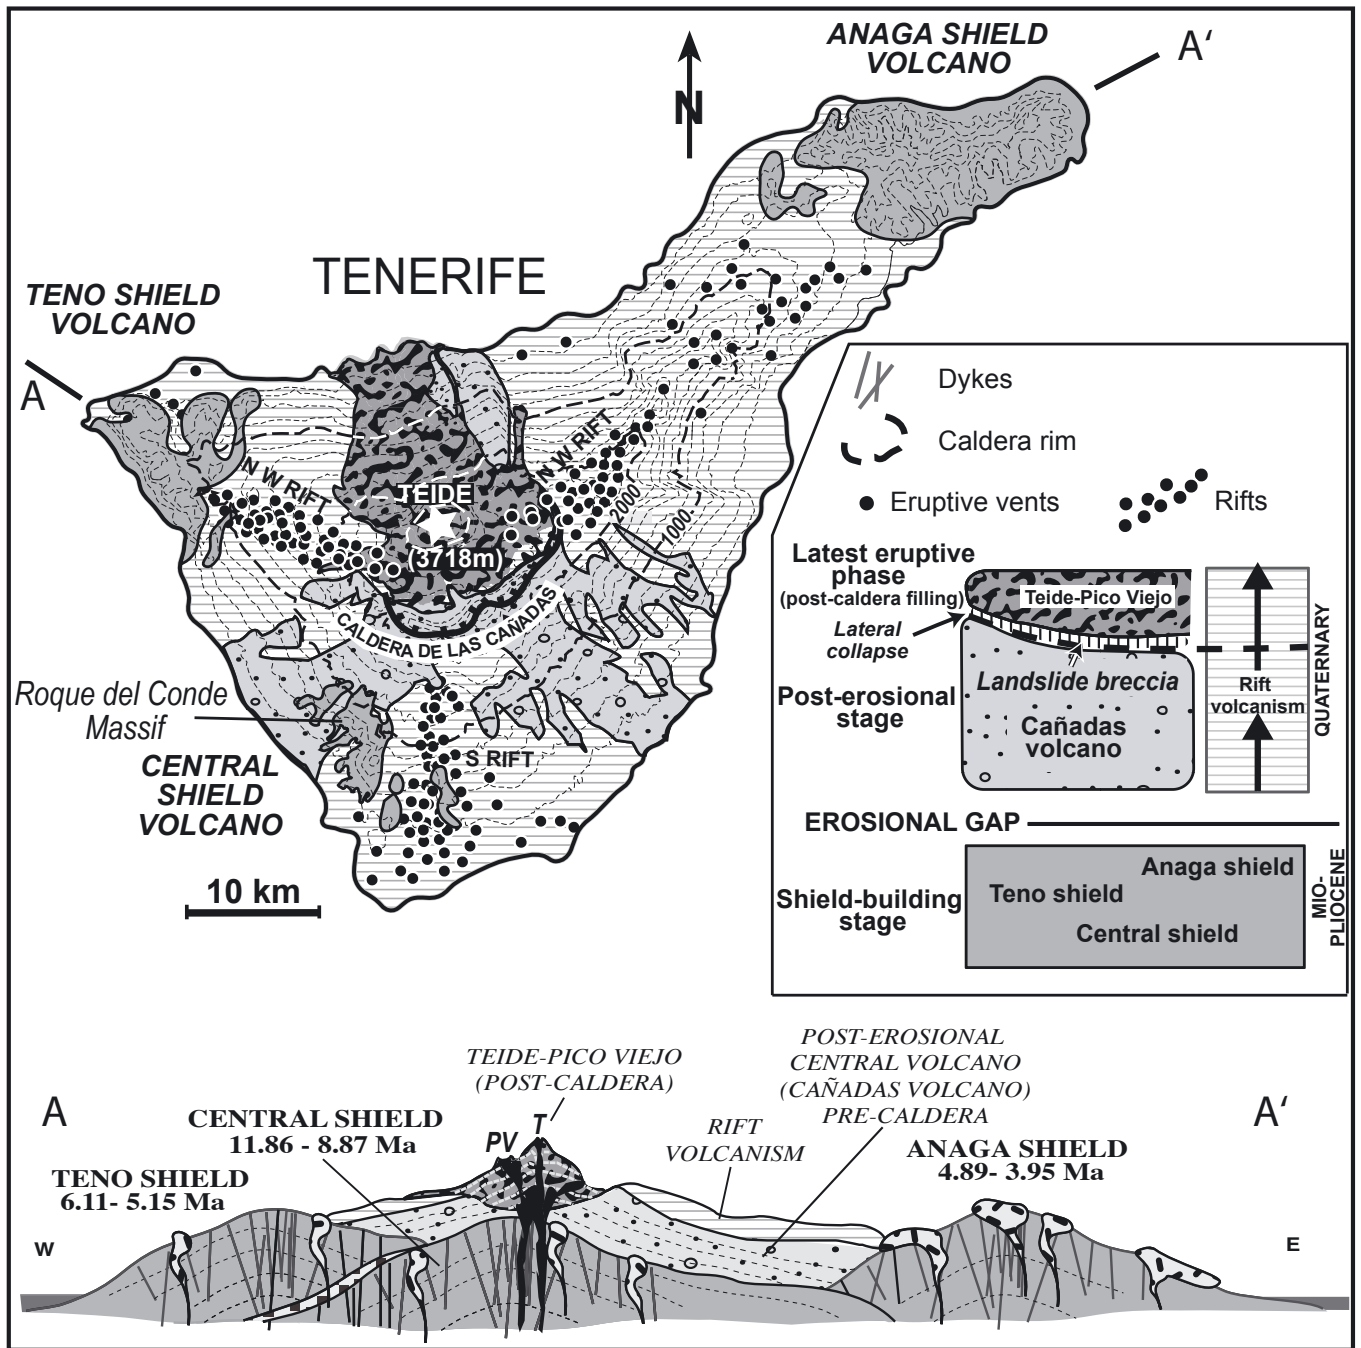 ANAGA SHIELD
VOLCANO
A‘
N
TENERIFE
TENO SHIELD
VOLCANO
A
N W RIFT
N W RIFT
TEIDE
(3718m)
2000
1000
CALDERA DE LAS CAÑADAS
Roque del Conde
Massif
CENTRAL
SHIELD
VOLCANO
S RIFT
10 km
Dykes
Caldera rim
Eruptive vents
Rifts
Latest eruptive
phase
(post-caldera filling)
Lateral
collapse
Teide-Pico Viejo
Landslide breccia
Post-erosional
stage
Cañadas
volcano
Rift
volcanism
QUATERNARY
EROSIONAL GAP
Shield-building
stage
Anaga shield
Teno shield
Central shield
MIO-
PLIOCENE
A
A‘
TEIDE-PICO VIEJO
(POST-CALDERA)
POST-EROSIONAL
CENTRAL VOLCANO
(CAÑADAS VOLCANO)
PRE-CALDERA
CENTRAL SHIELD
11.86 - 8.87 Ma
PV
T
RIFT
VOLCANISM
ANAGA SHIELD
4.89- 3.95 Ma
TENO SHIELD
6.11- 5.15 Ma
W
E